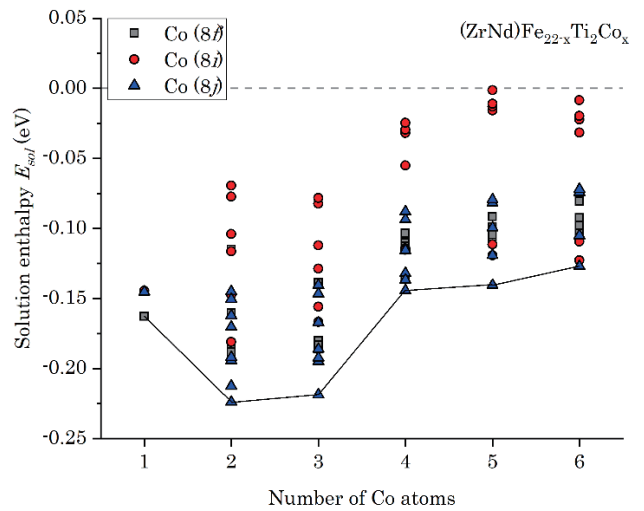 Co (8f)
Co (8i)
Co (8j)
(ZrNd)Fe22-xTi2Cox
0.05
0.00
-0.05
-0.10
-0.15
-0.20
-0.25
Solution enthalpy Esol (eV)
1 2 3 4 5 6
Number of Co atoms